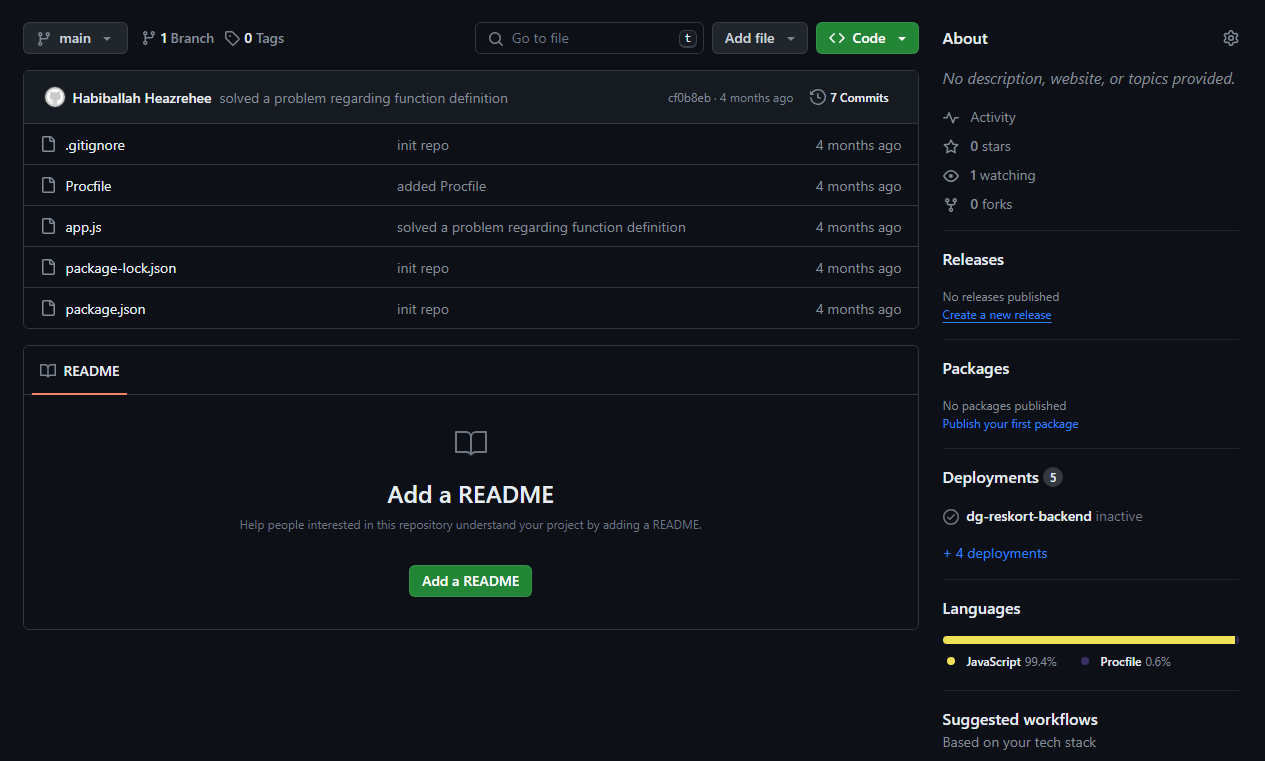 main
1 Branch
0 Tags
Go to file
t
Add file
Code
Habiballah Heazrehee solved a problem regarding function definition
cf0b8eb · 4 months ago
7 Commits
.gitignore
init repo
4 months ago
Procfile
added Procfile
4 months ago
app.js
solved a problem regarding function definition
4 months ago
package-lock.json
init repo
4 months ago
package.json
init repo
4 months ago
README
Add a README
Help people interested in this repository understand your project by adding a README.
Add a README
About
No description, website, or topics provided.
Activity
0 stars
1 watching
0 forks
Releases
No releases published
Create a new release
Packages
No packages published
Publish your first package
Deployments 5
dg-reskort-backend inactive
+ 4 deployments
Languages
JavaScript 99.4%
Procfile 0.6%
Suggested workflows
Based on your tech stack